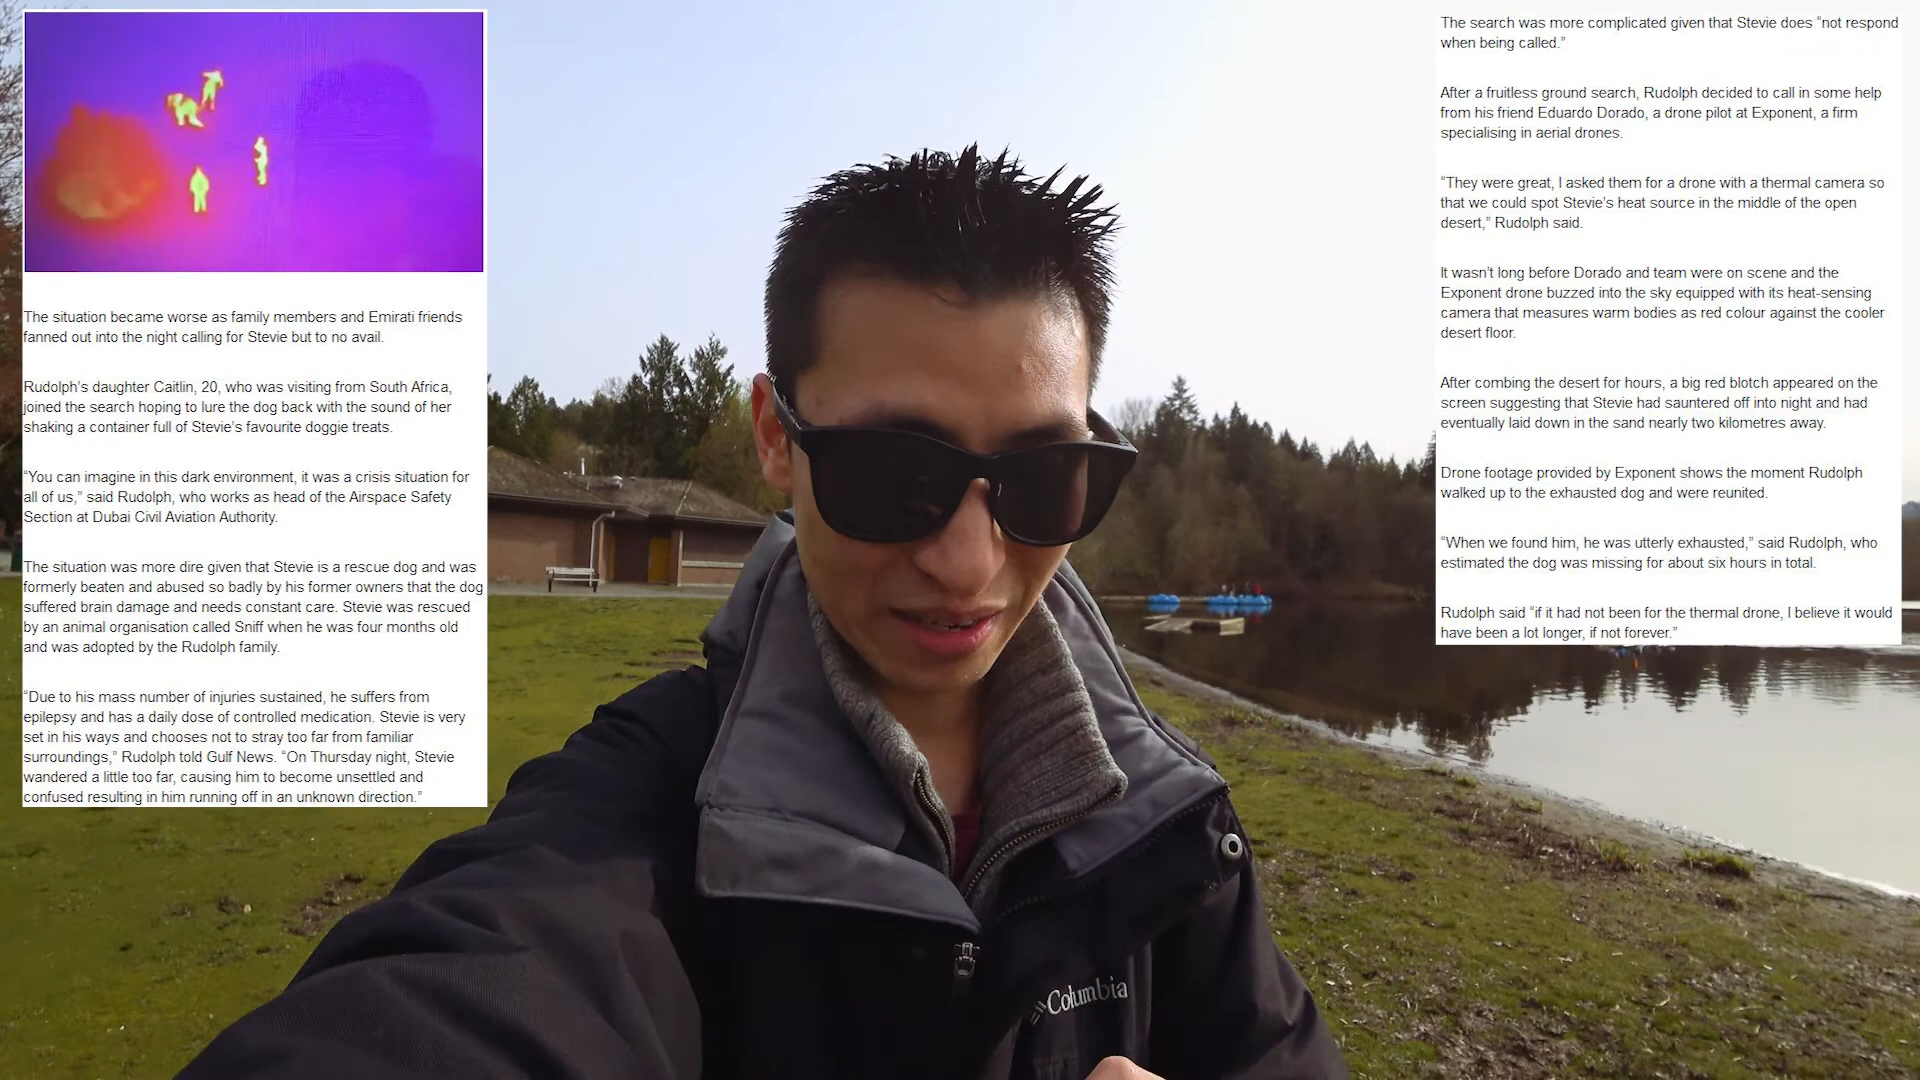 The situation became worse as family members and Emirati friends
fanned out into the night calling for Stevie but to no avail.
Rudolph's daughter Caitlin, 20, who was visiting from South Africa,
joined the search hoping to lure the dog back with the sound of her
shaking a container full of Stevie's favourite doggie treats.
“You can imagine in this dark environment, it was a crisis situation for
all of us,” said Rudolph, who works as head of the Airspace Safety
Section at Dubai Civil Aviation Authority.
The situation was more dire given that Stevie is a rescue dog and was
formerly beaten and abused so badly by his former owners that the dog
suffered brain damage and needs constant care. Stevie was rescued
by an animal organisation called Sniff when he was four months old
and was adopted by the Rudolph family.
“Due to his mass number of injuries sustained, he suffers from
epilepsy and has a daily dose of controlled medication. Stevie is very
set in his ways and chooses not to stray too far from familiar
surroundings,” Rudolph told Gulf News. “On Thursday night, Stevie
wandered a little too far, causing him to become unsettled and
confused resulting in him running off in an unknown direction.”
The search was more complicated given that Stevie does “not respond
when being called.”
After a fruitless ground search, Rudolph decided to call in some help
from his friend Eduardo Dorado, a drone pilot at Exponent, a firm
specialising in aerial drones.
“They were great, I asked them for a drone with a thermal camera so
that we could spot Stevie's heat source in the middle of the open
desert,” Rudolph said.
It wasn't long before Dorado and team were on scene and the
Exponent drone buzzed into the sky equipped with its heat-sensing
camera that measures warm bodies as red colour against the cooler
desert floor.
After combing the desert for hours, a big red blotch appeared on the
screen suggesting that Stevie had sauntered off into night and had
eventually laid down in the sand nearly two kilometres away.
Drone footage provided by Exponent shows the moment Rudolph
walked up to the exhausted dog and were reunited.
“When we found him, he was utterly exhausted,” said Rudolph, who
estimated the dog was missing for about six hours in total.
Rudolph said “if it had not been for the thermal drone, I believe it would
have been a lot longer, if not forever.”
Columbia